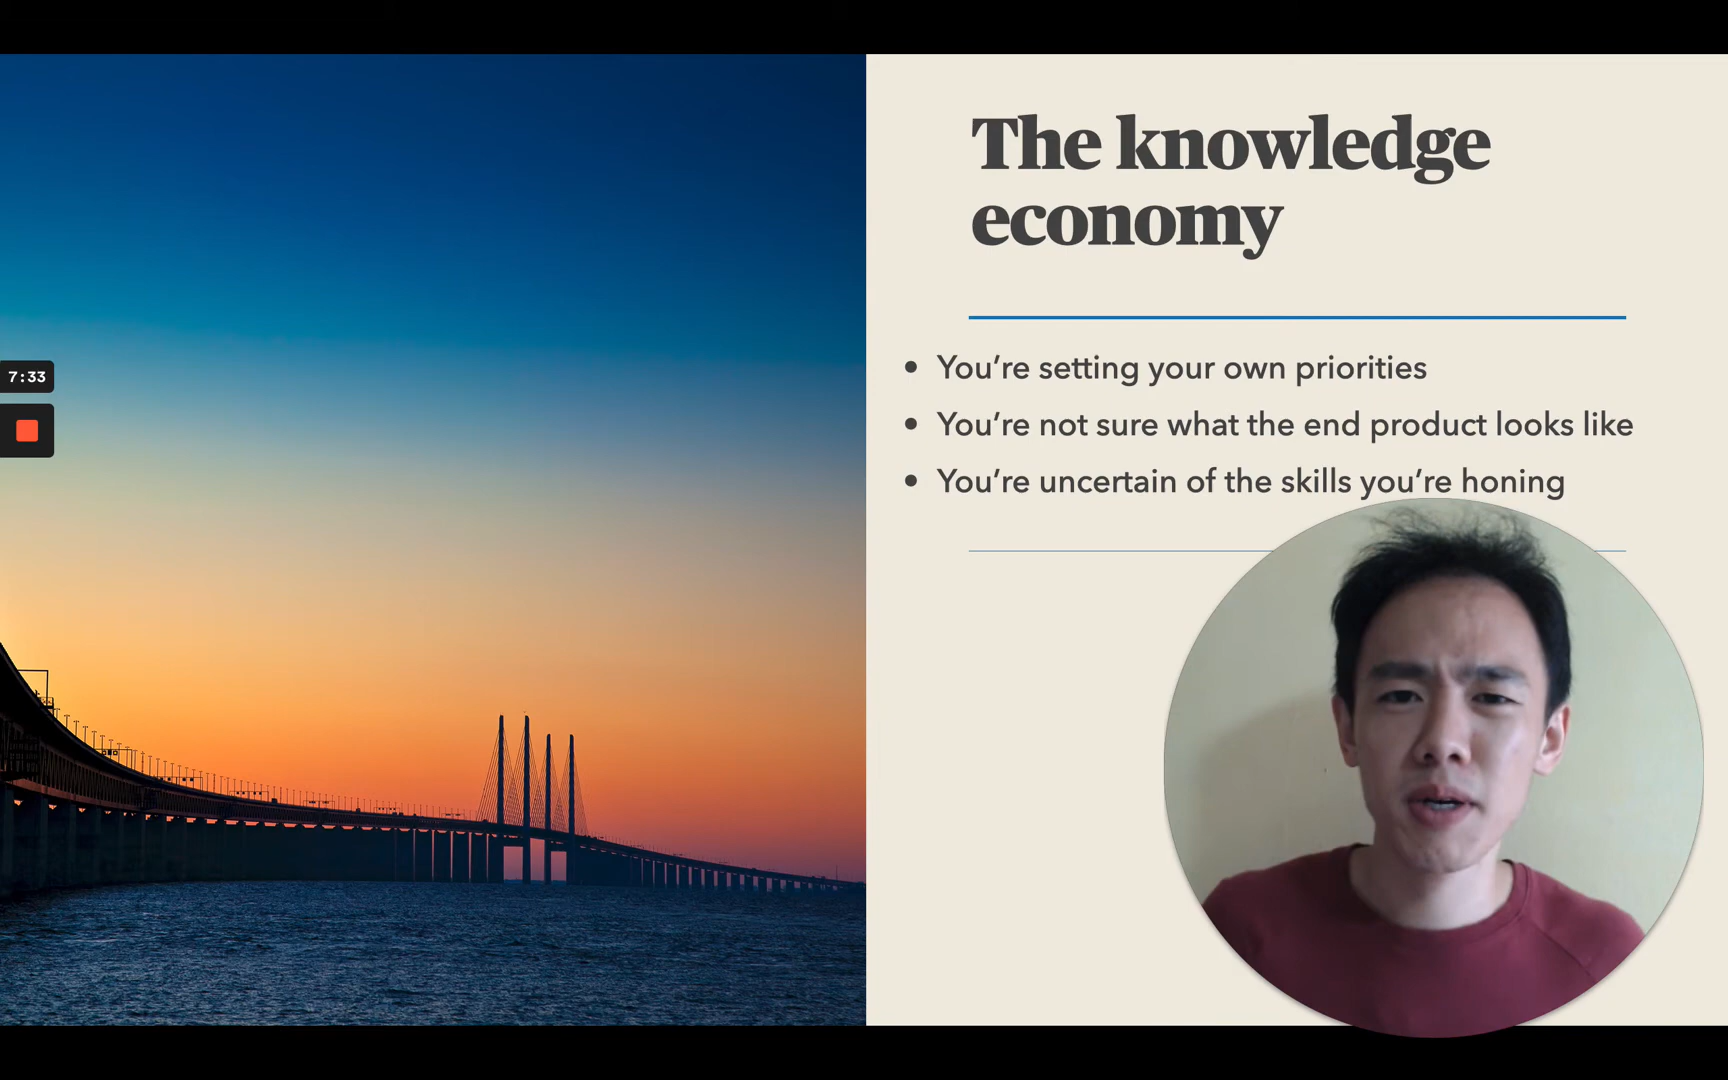 The knowledge
economy
7:33
• You’re setting your own priorities
• You’re not sure what the end product looks like
• You’re uncertain of the skills you’re honing